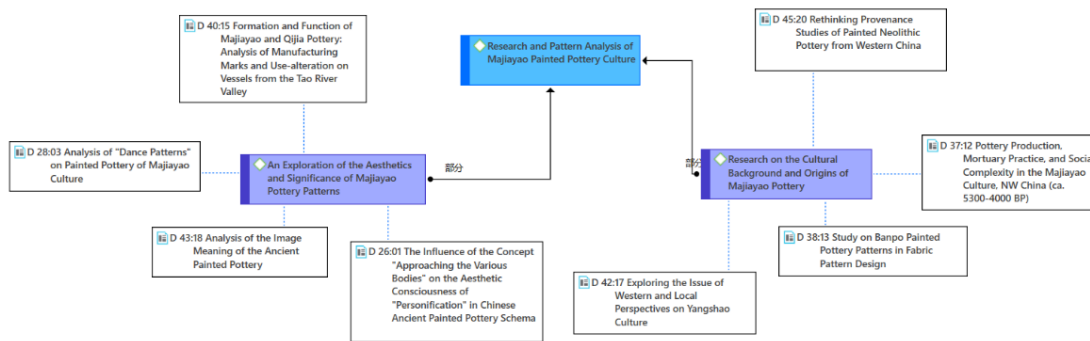 D 40:15 Formation and Function of
Majiayao and Qijia Pottery:
Analysis of Manufacturing
Marks and Use-alteration on
Vessels from the Tao River
Valley
Research and Pattern Analysis of
Majiayao Painted Pottery Culture
D 45:20 Rethinking Provenance
Studies of Painted Neolithic
Pottery from Western China
D 28:03 Analysis of "Dance Patterns"
on Painted Pottery of Majiayao
Culture
An Exploration of the Aesthetics
and Significance of Majiayao
Pottery Patterns
部分
部分
Research on the Cultural
Background and Origins of
Majiayao Pottery
D 37:12 Pottery Production,
Mortuary Practice, and Social
Complexity in the Majiayao
Culture, NW China (ca.
5300-4000 BP)
D 43:18 Analysis of the Image
Meaning of the Ancient
Painted Pottery
D 26:01 The Influence of the Concept
"Approaching the Various
Bodies" on the Aesthetic
Consciousness of
"Personification" in Chinese
Ancient Painted Pottery Schema
D 42:17 Exploring the Issue of
Western and Local
Perspectives on Yangshao
Culture
D 38:13 Study on Banpo Painted
Pottery Patterns in Fabric
Pattern Design